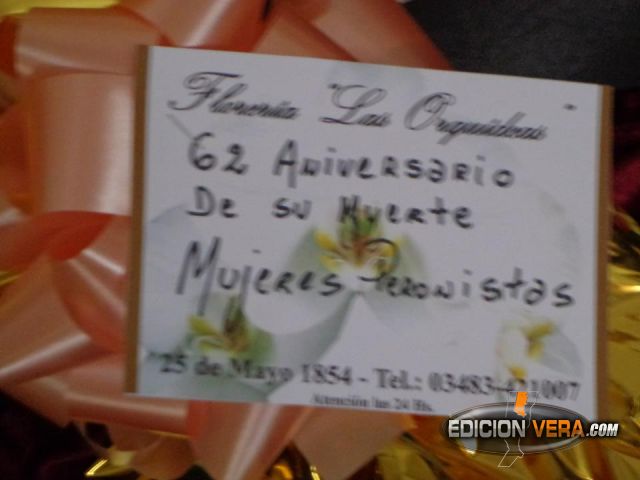 Florería "Las Orquídeas"
62 Aniversario
De su Muerte
Mujeres Peronistas
25 de Mayo 1854 - Tel.: 03483-421007
Atención las 24 Hs.
EDICION VERA.COM